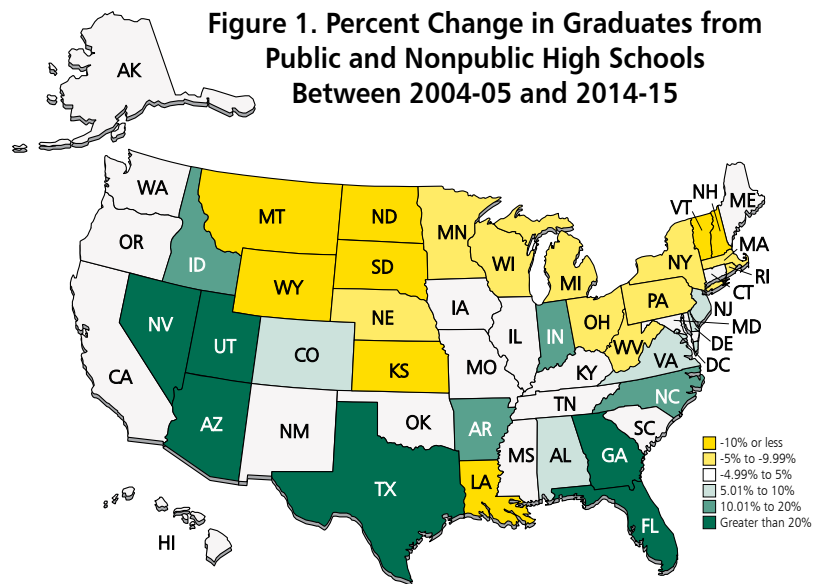 Figure 1. Percent Change in Graduates from
Public and Nonpublic High Schools
Between 2004-05 and 2014-15
AK
WA
OR
CA
ID
NV
MT
WY
UT
AZ
CO
NM
ND
SD
NE
KS
OK
TX
MN
IA
MO
AR
LA
WI
IL
MS
MI
IN
KY
TN
AL
OH
WV
GA
FL
SC
NC
VA
PA
NY
VT
NH
ME
MA
RI
CT
NJ
MD
DE
DC
HI
-10% or less
-5% to -9.99%
-4.99% to 5%
5.01% to 10%
10.01% to 20%
Greater than 20%